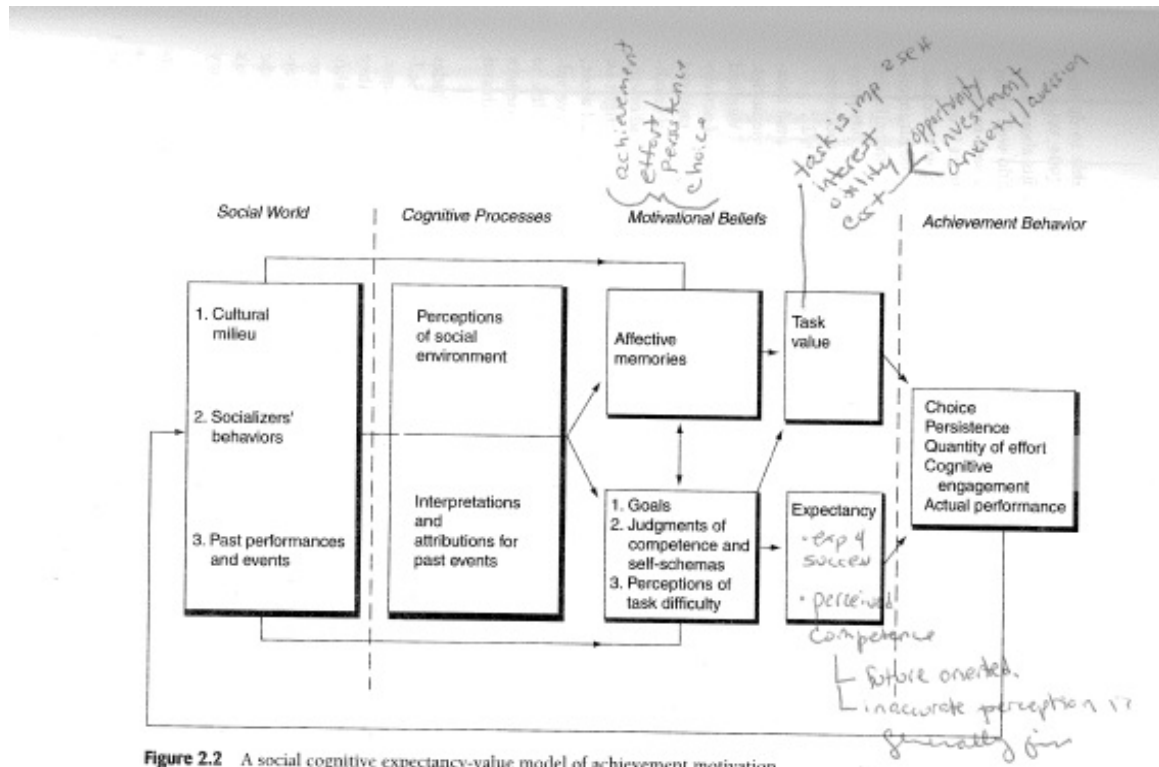 achievement
effort/
persistence
choice
task is imp 2 self
interest
utility
cost
opportunity
investment
anxiety/aversion
Social World
Cognitive Processes
Motivational Beliefs
Achievement Behavior
1. Cultural
milieu
2. Socializers'
behaviors
3. Past performances
and events
Perceptions
of social
environment
Interpretations
and
attributions for
past events
Affective
memories
1. Goals
2. Judgments of
competence and
self-schemas
3. Perceptions of
task difficulty
Task
value
Expectancy
• exp 4
success
• perceived
competence
future oriented.
inaccurate perception is
generally fine
Choice
Persistence
Quantity of effort
Cognitive
engagement
Actual performance
Figure 2.2 A social cognitive expectancy-value model of achievement motivation